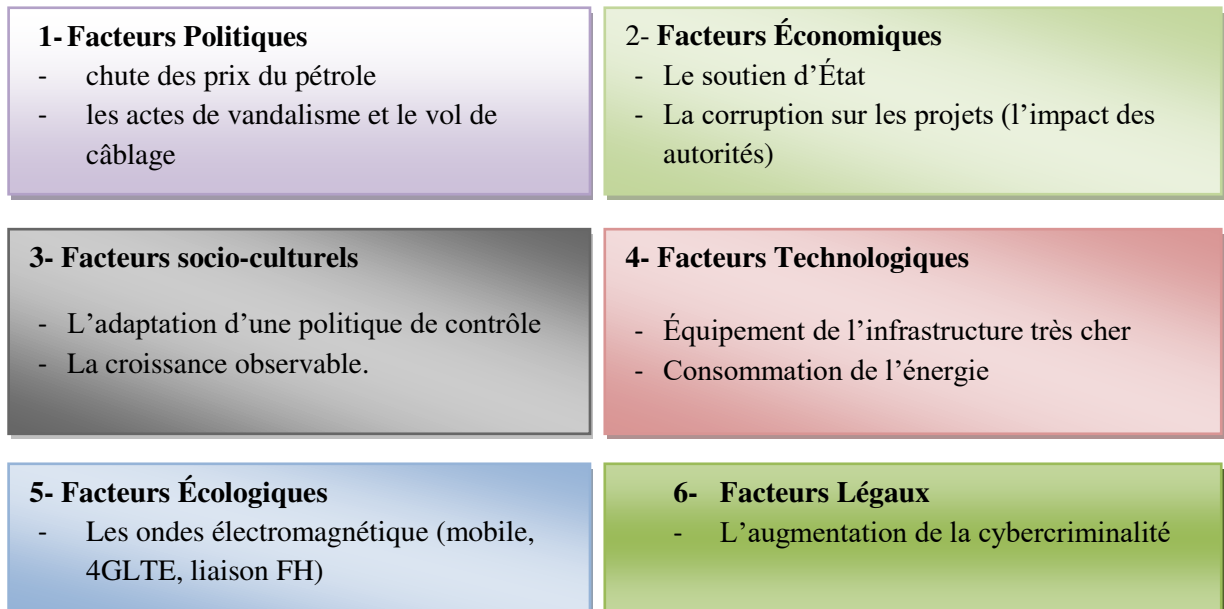 1- Facteurs Politiques
- chute des prix du pétrole
- les actes de vandalisme et le vol de
câblage
2- Facteurs Économiques
- Le soutien d’État
- La corruption sur les projets (l’impact des
autorités)
3- Facteurs socio-culturels
- L’adaptation d’une politique de contrôle
- La croissance observable.
4- Facteurs Technologiques
- Équipement de l’infrastructure très cher
- Consommation de l’énergie
5- Facteurs Écologiques
- Les ondes électromagnétique (mobile,
4GLTE, liaison FH)
6- Facteurs Légaux
- L’augmentation de la cybercriminalité